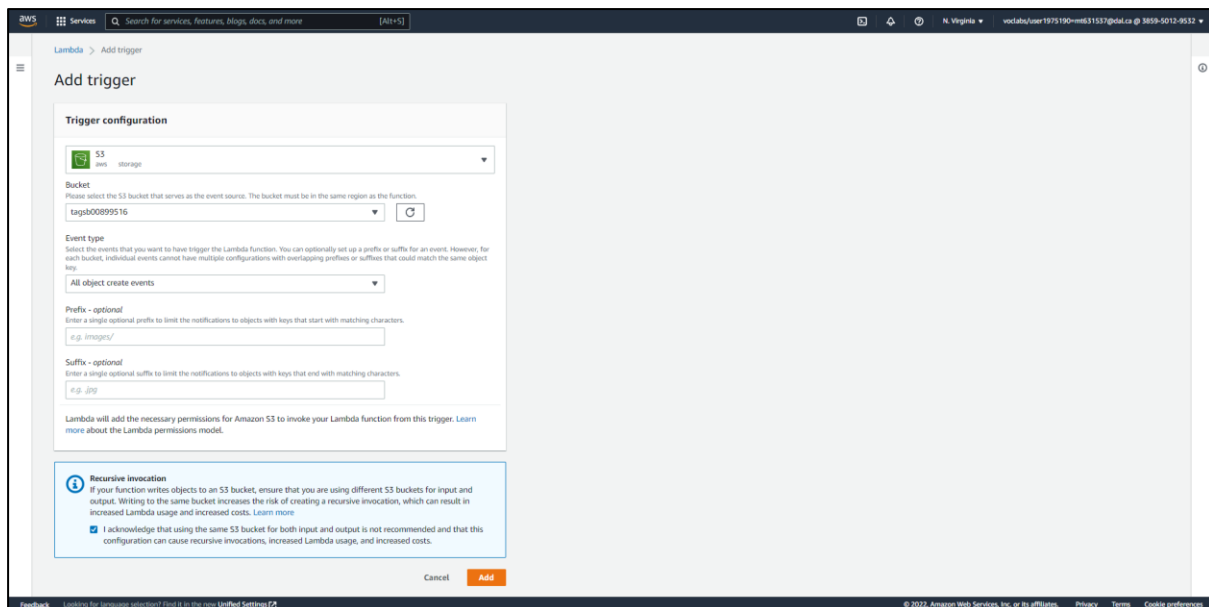 aws
Services
Search for services, features, blogs, docs, and more [Alt+S]
N. Virginia
voclabs/user1975190=mt631537@dal.ca @ 3859-5012-9532
Lambda > Add trigger
Add trigger
Trigger configuration
S3
aws storage
Bucket
Please select the S3 bucket that serves as the event source. The bucket must be in the same region as the function.
tagsb00899516
Event type
Select the events that you want to have trigger the Lambda function. You can optionally set up a prefix or suffix for an event. However, for
each bucket, individual events cannot have multiple configurations with overlapping prefixes or suffixes that could match the same object
key.
All object create events
Prefix - optional
Enter a single optional prefix to limit the notifications to objects with keys that start with matching characters.
e.g. images/
Suffix - optional
Enter a single optional suffix to limit the notifications to objects with keys that end with matching characters.
e.g. .jpg
Lambda will add the necessary permissions for Amazon S3 to invoke your Lambda function from this trigger. Learn
more about the Lambda permissions model.
Recursive invocation
If your function writes objects to an S3 bucket, ensure that you are using different S3 buckets for input and
output. Writing to the same bucket increases the risk of creating a recursive invocation, which can result in
increased Lambda usage and increased costs. Learn more
I acknowledge that using the same S3 bucket for both input and output is not recommended and that this
configuration can cause recursive invocations, increased Lambda usage, and increased costs.
Cancel Add
Feedback Looking for language selection? Find it in the new Unified Settings
© 2022, Amazon Web Services, Inc. or its affiliates. Privacy Terms Cookie preferences